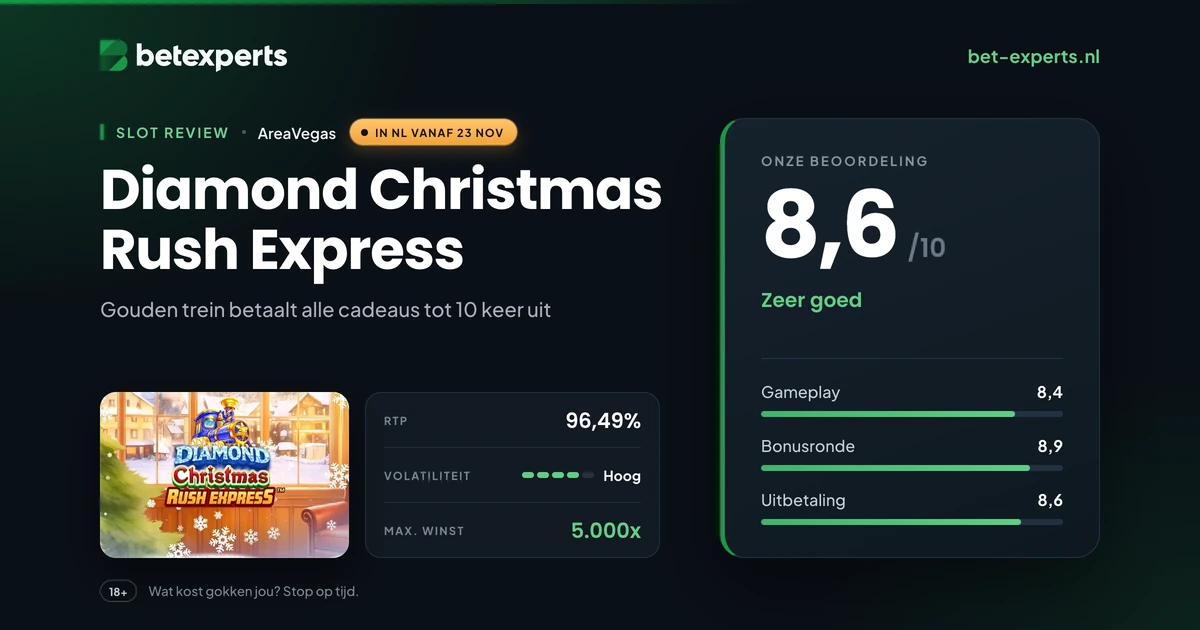 betexperts
bet-experts.nl
SLOT REVIEW • AreaVegas • IN NL VANAF 23 NOV
Diamond Christmas
Rush Express
Gouden trein betaalt alle cadeaus tot 10 keer uit
DIAMOND
Christmas
RUSH EXPRESS™
RTP 96,49%
VOLATILITEIT Hoog
MAX. WINST 5.000x
ONZE BEOORDELING
8,6 /10
Zeer goed
Gameplay 8,4
Bonusronde 8,9
Uitbetaling 8,6
18+ Wat kost gokken jou? Stop op tijd.